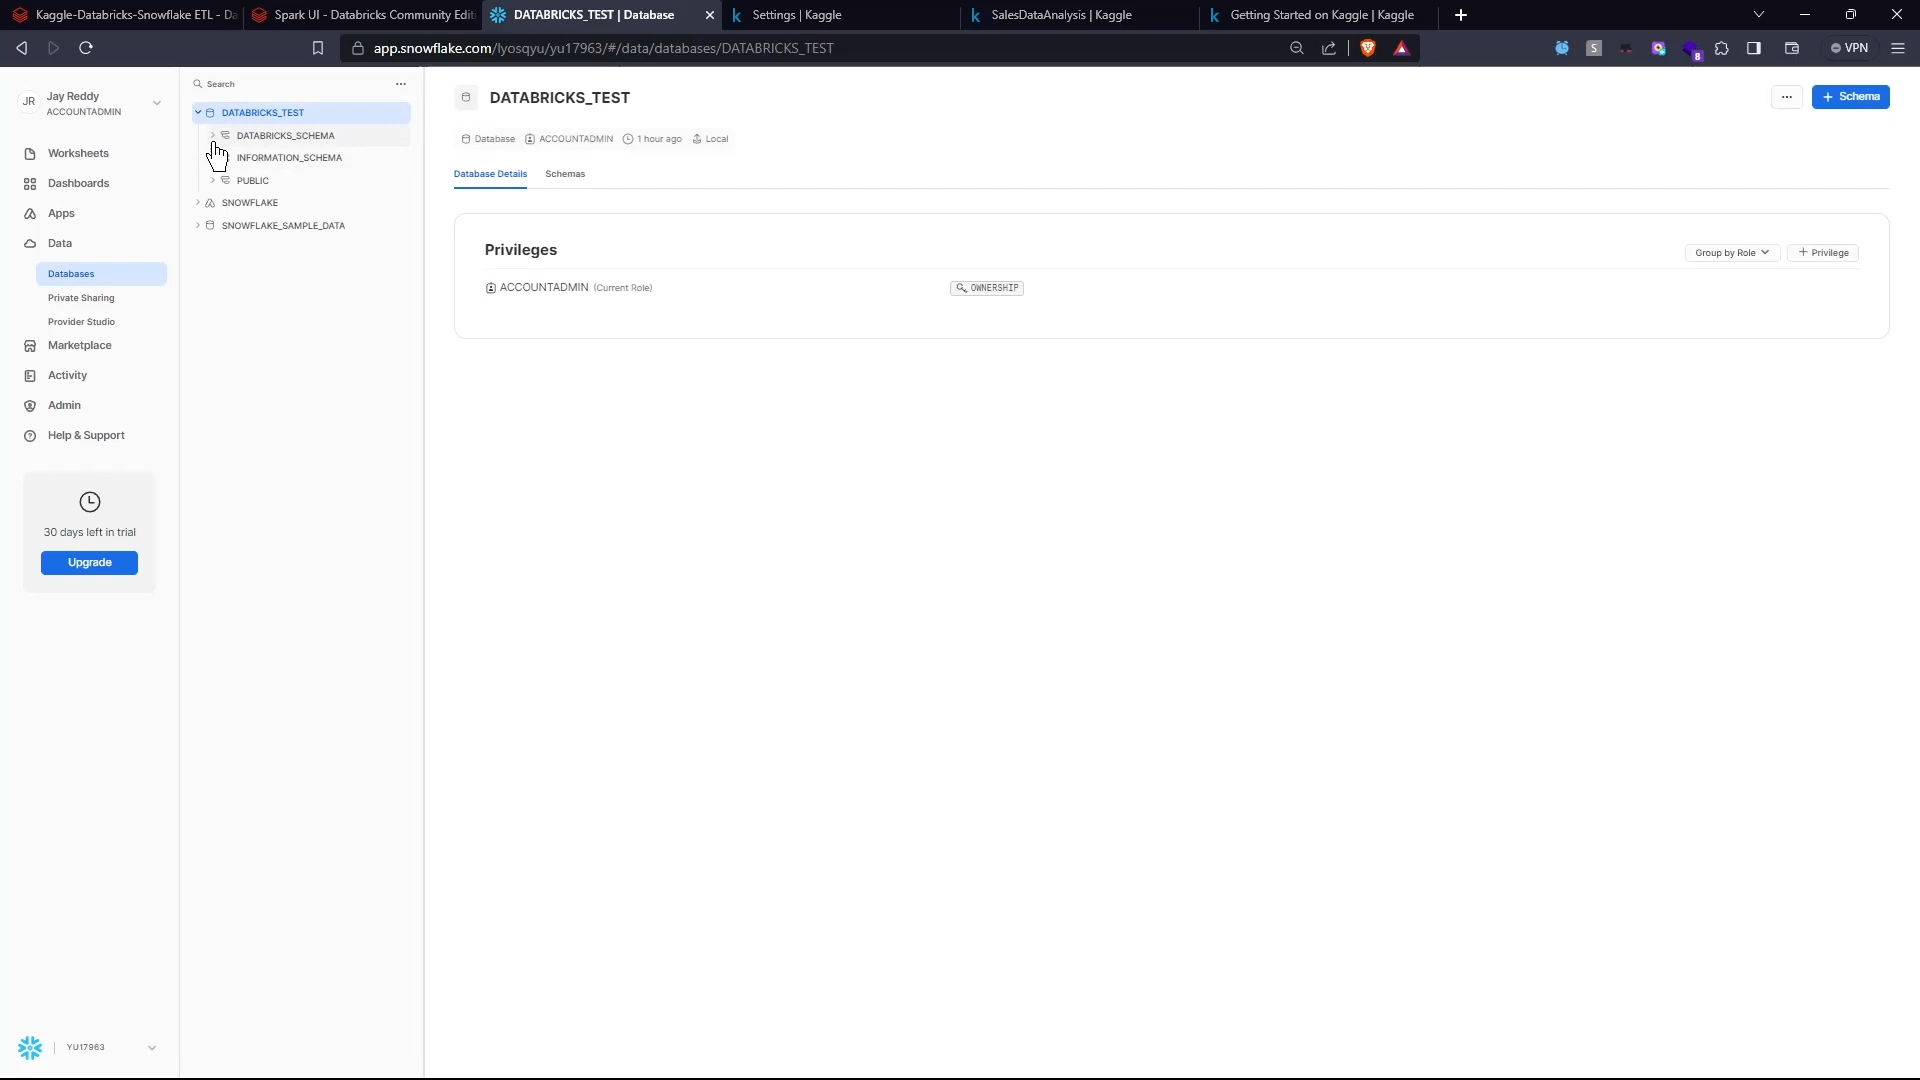 Kaggle-Databricks-Snowflake ETL - Da
Spark UI - Databricks Community Edit
DATABRICKS_TEST | Database
Settings | Kaggle
SalesDataAnalysis | Kaggle
Getting Started on Kaggle | Kaggle
app.snowflake.com/lyosqyu/yu17963/#/data/databases/DATABRICKS_TEST
S
8
VPN
JR
Jay Reddy
ACCOUNTADMIN
Worksheets
Dashboards
Apps
Data
Databases
Private Sharing
Provider Studio
Marketplace
Activity
Admin
Help & Support
30 days left in trial
Upgrade
YU17963
Search
DATABRICKS_TEST
DATABRICKS_SCHEMA
INFORMATION_SCHEMA
PUBLIC
SNOWFLAKE
SNOWFLAKE_SAMPLE_DATA
DATABRICKS_TEST
+ Schema
Database ACCOUNTADMIN 1 hour ago Local
Database Details Schemas
Privileges
Group by Role + Privilege
ACCOUNTADMIN (Current Role) OWNERSHIP